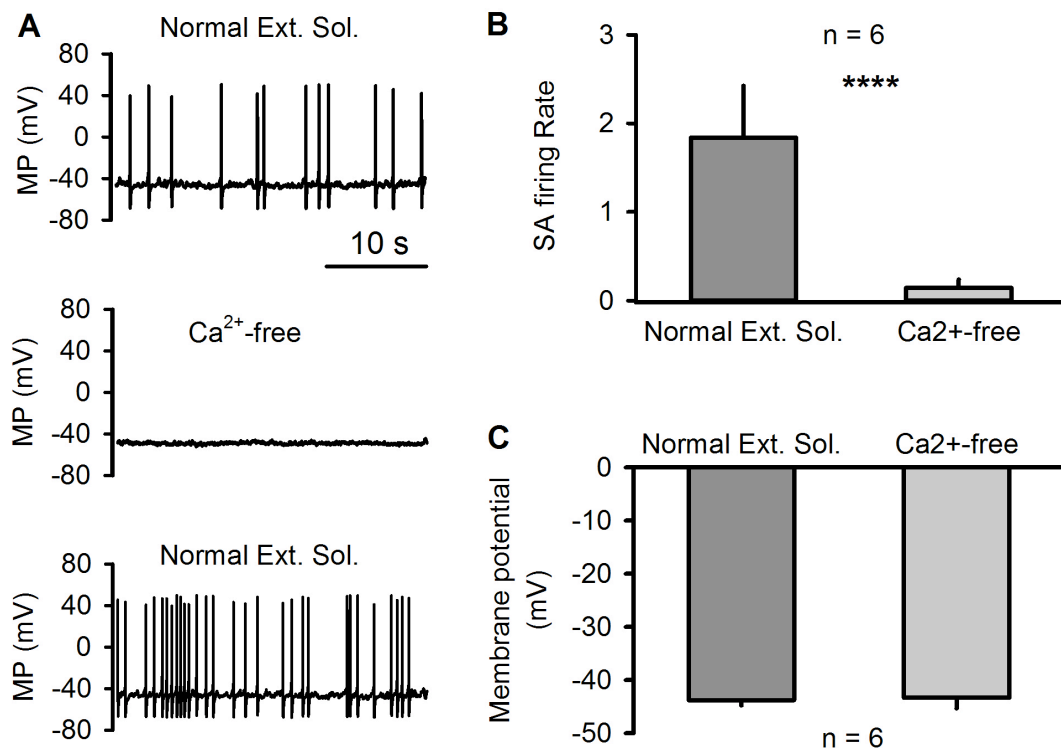 A
Normal Ext. Sol.
MP (mV)
80
40
0
-40
-80
10 s
Ca²⁺-free
MP (mV)
80
40
0
-40
-80
Normal Ext. Sol.
MP (mV)
80
40
0
-40
-80
B
n = 6
****
SA firing Rate
3
2
1
0
Normal Ext. Sol.
Ca2+-free
C
Normal Ext. Sol.
Ca2+-free
Membrane potential
(mV)
0
-10
-20
-30
-40
-50
n = 6